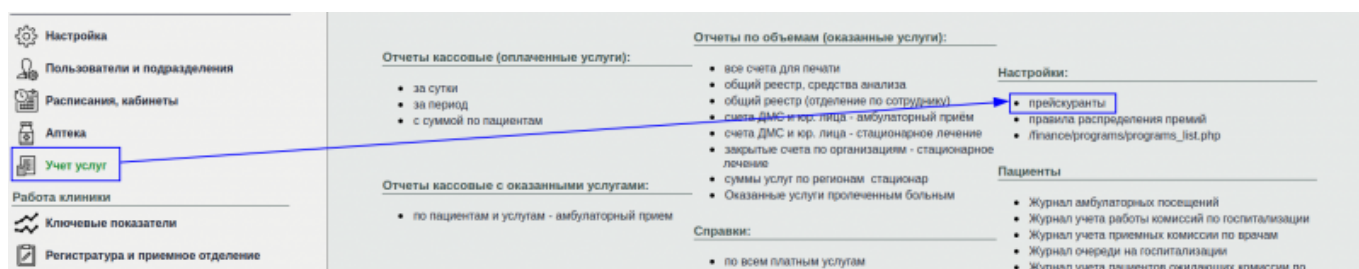 Настройка
Пользователи и подразделения
Расписания, кабинеты
Аптека
Учет услуг
Работа клиники
Ключевые показатели
Регистратура и приемное отделение
Отчеты кассовые (оплаченные услуги):
за сутки
за период
с суммой по пациентам
Отчеты кассовые с оказанными услугами:
по пациентам и услугам - амбулаторный прием
Отчеты по объемам (оказанные услуги):
все счета для печати
общий реестр, средства анализа
общий реестр (отделение по сотруднику)
счета ДМС и юр. лица - амбулаторный приём
счета ДМС и юр. лица - стационарное лечение
закрытые счета по организациям - стационарное
лечение
суммы услуг по регионам стационар
Оказанные услуги пролеченным больным
Справки:
по всем платным услугам
Настройки:
прейскуранты
правила распределения премий
/finance/programs/programs_list.php
Пациенты
Журнал амбулаторных посещений
Журнал учета работы комиссий по госпитализации
Журнал учета приемных комиссии по врачам
Журнал очереди на госпитализации
Журнал учета пациентов ожидающих комиссии по